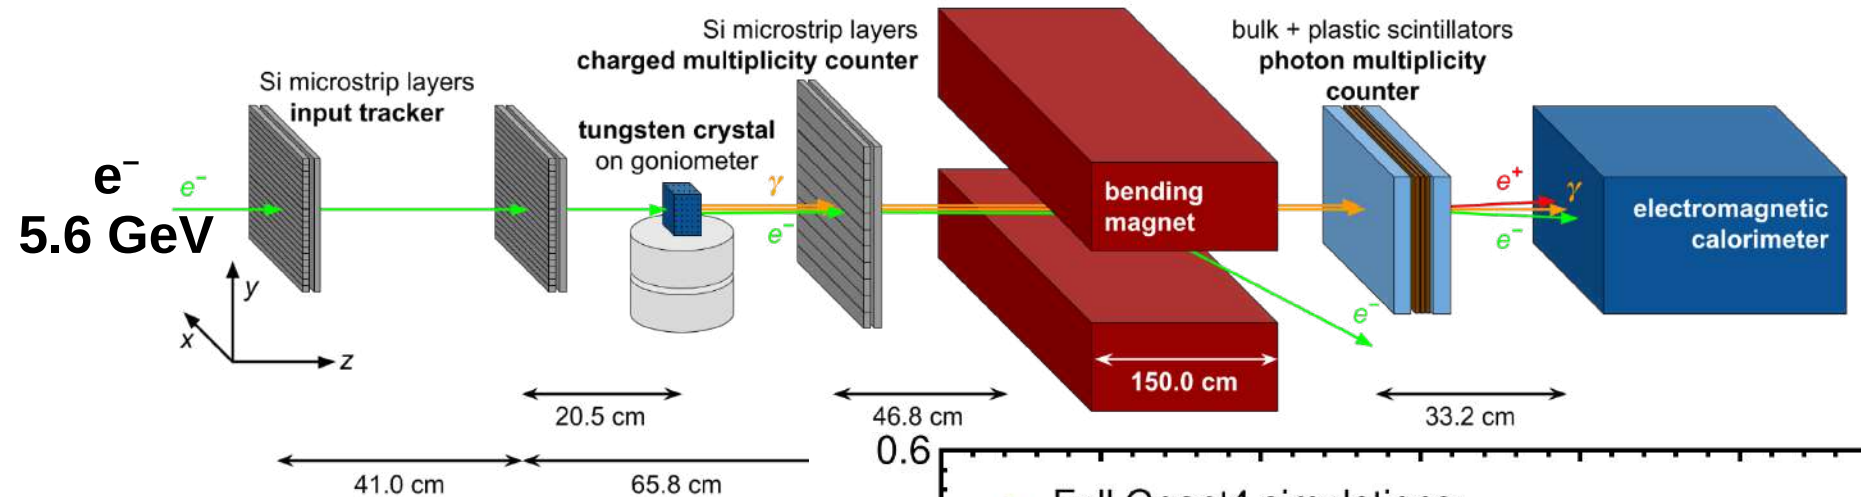 Si microstrip layers
charged multiplicity counter
bulk + plastic scintillators
photon multiplicity
counter
Si microstrip layers
input tracker
tungsten crystal
on goniometer
e⁻
5.6 GeV
e⁻
γ
e⁻
bending
magnet
e⁺
γ
e⁻
electromagnetic
calorimeter
e⁻
y
x
z
150.0 cm
20.5 cm
46.8 cm
33.2 cm
41.0 cm
65.8 cm
0.6